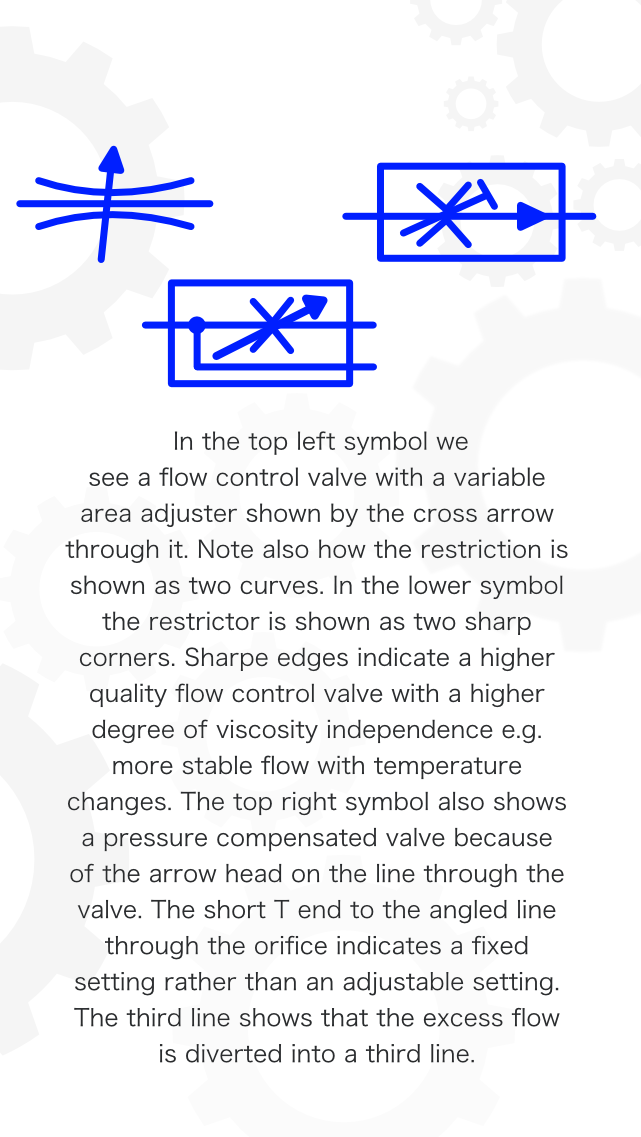 In the top left symbol we
see a flow control valve with a variable
area adjuster shown by the cross arrow
through it. Note also how the restriction is
shown as two curves. In the lower symbol
the restrictor is shown as two sharp
corners. Sharpe edges indicate a higher
quality flow control valve with a higher
degree of viscosity independence e.g.
more stable flow with temperature
changes. The top right symbol also shows
a pressure compensated valve because
of the arrow head on the line through the
valve. The short T end to the angled line
through the orifice indicates a fixed
setting rather than an adjustable setting.
The third line shows that the excess flow
is diverted into a third line.